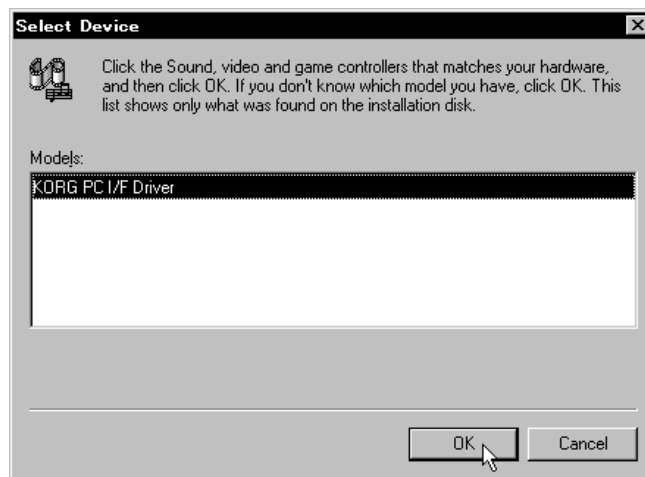 Select Device
Click the Sound, video and game controllers that matches your hardware,
and then click OK. If you don't know which model you have, click OK. This
list shows only what was found on the installation disk.
Models:
KORG PC I/F Driver
OK
Cancel